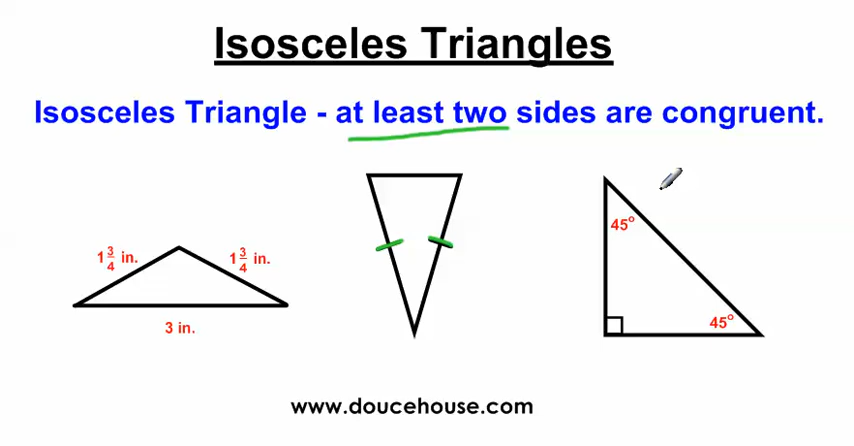 Isosceles Triangles
Isosceles Triangle - at least two sides are congruent.
1 3/4 in.
1 3/4 in.
3 in.
45°
45°
www.doucehouse.com